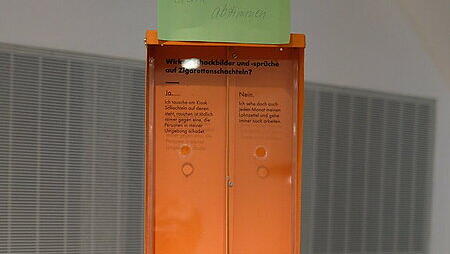 abstimmen
Wirken Schockbilder und -sprüche
auf Zigarettenschachteln?
Ja.....
Ich tausche am Kiosk
Schachteln auf denen
steht, rauchen ist tödlich
immer gegen eine, die
Personen in meiner
Umgebung schadet.
Nein.
Ich sehe doch auch
jeden Monat meinen
Lohnzettel und gehe
immer noch arbeiten.